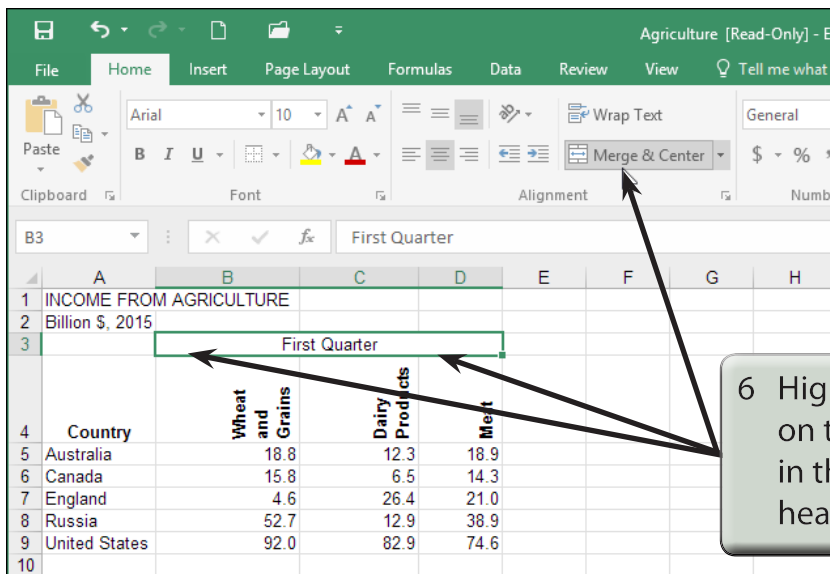 Agriculture [Read-Only] - E
File Home Insert Page Layout Formulas Data Review View Tell me what
Arial 10 A A Wrap Text General
Paste B I U A Merge & Center $ %
Clipboard Font Alignment Numb
B3 fx First Quarter
A B C D E F G H
1 INCOME FROM AGRICULTURE
2 Billion $, 2015
3 First Quarter
4 Country Wheat and Grains Dairy Products Meat
5 Australia 18.8 12.3 18.9
6 Canada 15.8 6.5 14.3
7 England 4.6 26.4 21.0
8 Russia 52.7 12.9 38.9
9 United States 92.0 82.9 74.6
10
6 Hig
on t
in th
hea